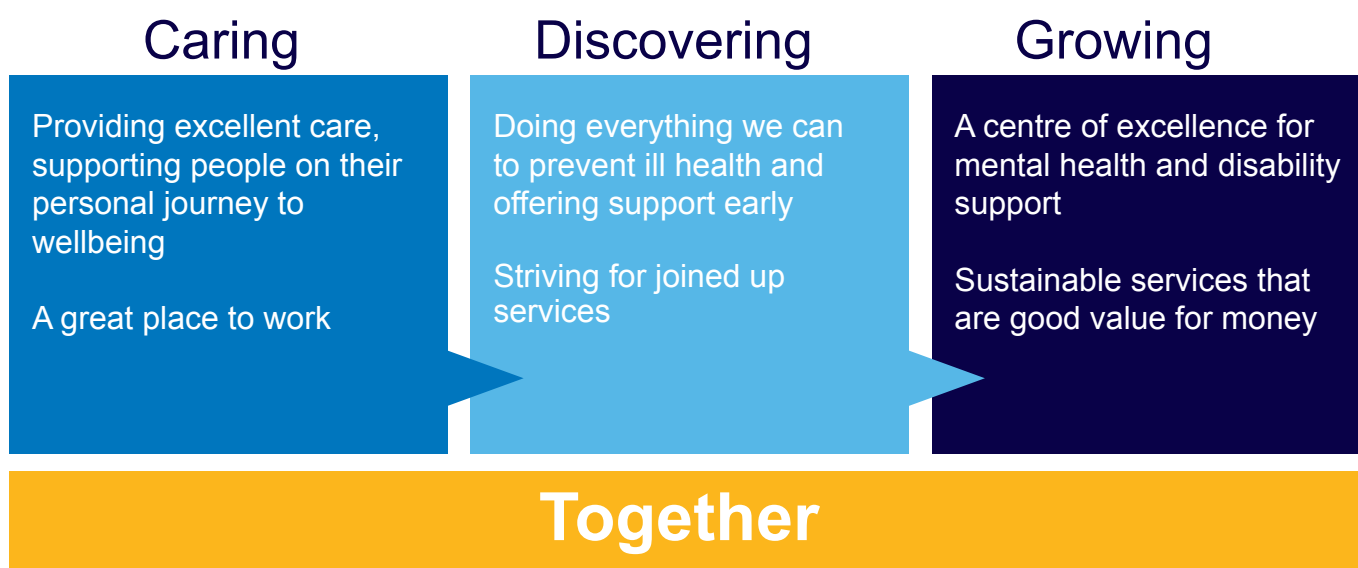 Caring
Providing excellent care,
supporting people on their
personal journey to
wellbeing
A great place to work
Discovering
Doing everything we can
to prevent ill health and
offering support early
Striving for joined up
services
Growing
A centre of excellence for
mental health and disability
support
Sustainable services that
are good value for money
Together